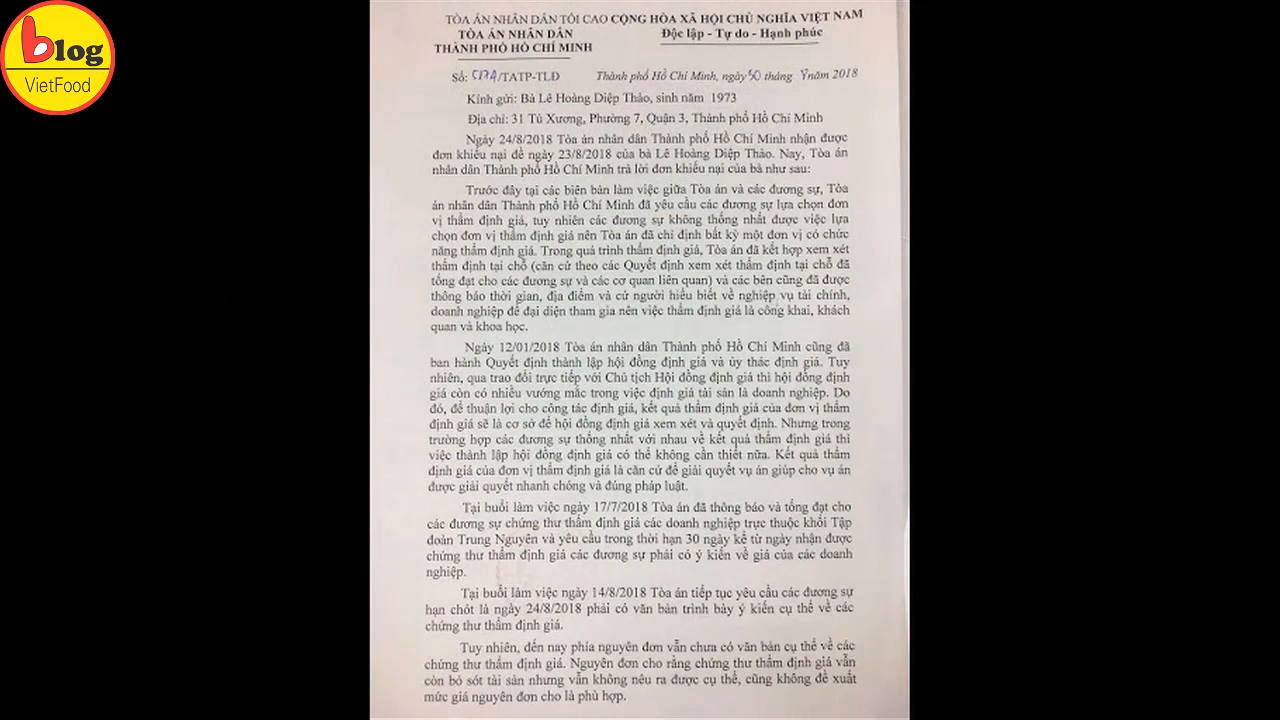 blog
VietFood
TÒA ÁN NHÂN DÂN TỐI CAO CỘNG HÒA XÃ HỘI CHỦ NGHĨA VIỆT NAM
TÒA ÁN NHÂN DÂN Độc lập - Tự do - Hạnh phúc
THÀNH PHỐ HỒ CHÍ MINH
Số: /TATP-TLĐ Thành phố Hồ Chí Minh, ngày 30 tháng năm 2018
Kính gửi: Bà Lê Hoàng Diệp Thảo, sinh năm 1973
Địa chỉ: 31 Tú Xương, Phường 7, Quận 3, Thành phố Hồ Chí Minh
Ngày 24/8/2018 Tòa án nhân dân Thành phố Hồ Chí Minh nhận được
đơn khiếu nại đề ngày 23/8/2018 của bà Lê Hoàng Diệp Thảo. Nay, Tòa án
nhân dân Thành phố Hồ Chí Minh trả lời đơn khiếu nại của bà như sau:
Trước đây tại các biên bản làm việc giữa Tòa án và các đương sự, Tòa
án nhân dân Thành phố Hồ Chí Minh đã yêu cầu các đương sự lựa chọn đơn
vị thẩm định giá, tuy nhiên các đương sự không thống nhất được việc lựa
chọn đơn vị thẩm định giá nên Tòa án đã chỉ định bất kỳ một đơn vị có chức
năng thẩm định giá. Trong quá trình thẩm định giá, Tòa án đã kết hợp xem xét
thẩm định tại chỗ (căn cứ theo các Quyết định xem xét thẩm định tại chỗ đã
tống đạt cho các đương sự và các cơ quan liên quan) và các bên cũng đã được
thông báo thời gian, địa điểm và cử người hiểu biết về nghiệp vụ tài chính,
doanh nghiệp để đại diện tham gia nên việc thẩm định giá là công khai, khách
quan và khoa học.
Ngày 12/01/2018 Tòa án nhân dân Thành phố Hồ Chí Minh cũng đã
ban hành Quyết định thành lập hội đồng định giá và ủy thác định giá. Tuy
nhiên, qua trao đổi trực tiếp với Chủ tịch Hội đồng định giá thì hội đồng định
giá còn có nhiều vướng mắc trong việc định giá tài sản là doanh nghiệp. Do
đó, để thuận lợi cho công tác định giá, kết quả thẩm định giá của đơn vị thẩm
định giá sẽ là cơ sở để hội đồng định giá xem xét và quyết định. Nhưng trong
trường hợp các đương sự thống nhất với nhau về kết quả thẩm định giá thì
việc thành lập hội đồng định giá có thể không cần thiết nữa. Kết quả thẩm
định giá của đơn vị thẩm định giá là căn cứ để giải quyết vụ án giúp cho vụ án
được giải quyết nhanh chóng và đúng pháp luật.
Tại buổi làm việc ngày 17/7/2018 Tòa án đã thông báo và tống đạt cho
các đương sự chứng thư thẩm định giá các doanh nghiệp trực thuộc khối Tập
đoàn Trung Nguyên và yêu cầu trong thời hạn 30 ngày kể từ ngày nhận được
chứng thư thẩm định giá các đương sự phải có ý kiến về giá của các doanh
nghiệp.
Tại buổi làm việc ngày 14/8/2018 Tòa án tiếp tục yêu cầu các đương sự
hạn chót là ngày 24/8/2018 phải có văn bản trình bày ý kiến cụ thể về các
chứng thư thẩm định giá.
Tuy nhiên, đến nay phía nguyên đơn vẫn chưa có văn bản cụ thể về các
chứng thư thẩm định giá. Nguyên đơn cho rằng chứng thư thẩm định giá vẫn
còn bỏ sót tài sản nhưng vẫn không nêu ra được cụ thể, cũng không đề xuất
mức giá nguyên đơn cho là phù hợp.